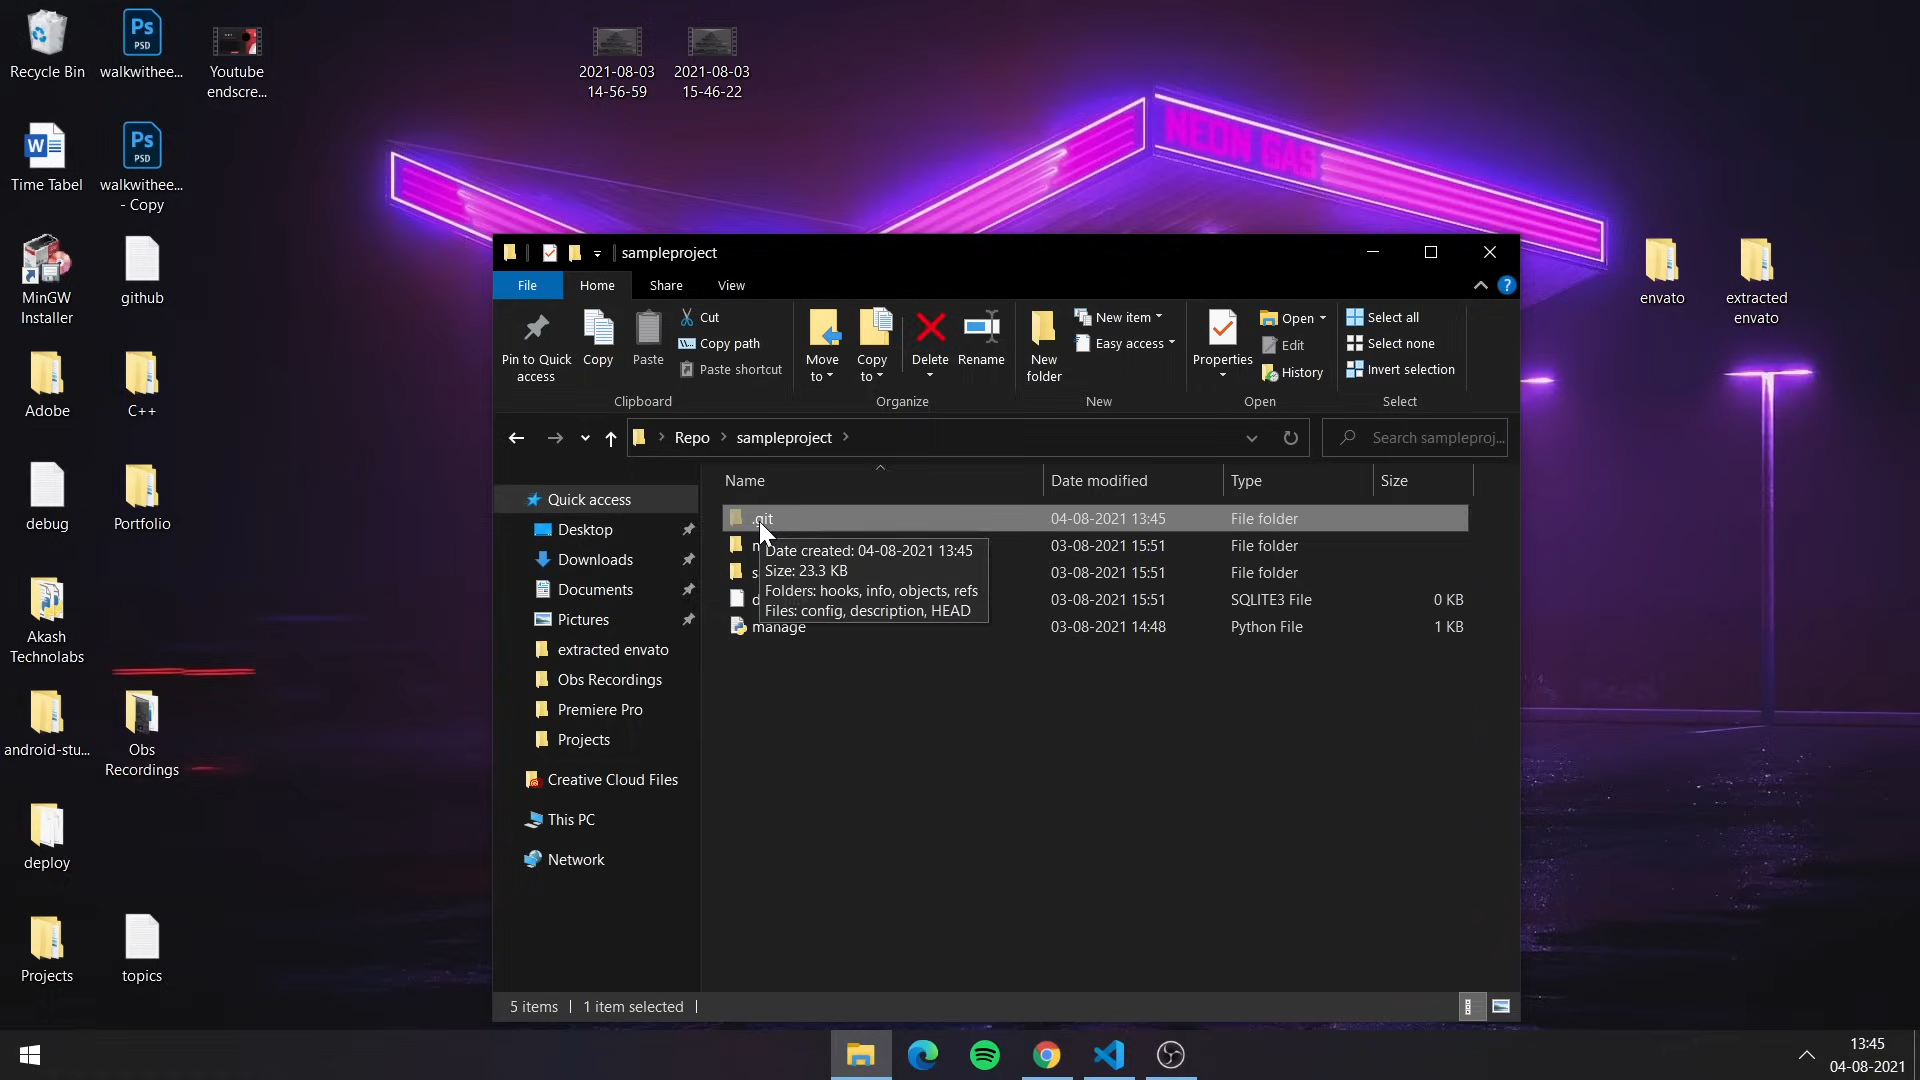 Recycle Bin
walkwithee...
Youtube
endscre...
2021-08-03
14-56-59
2021-08-03
15-46-22
NEON GAS
Time Tabel
walkwithee...
- Copy
MinGW
Installer
github
Adobe
C++
debug
Portfolio
Akash
Technolabs
android-stu...
Obs
Recordings
deploy
Projects
topics
envato
extracted
envato
sampleproject
File
Home
Share
View
Pin to Quick
access
Copy
Paste
Cut
Copy path
Paste shortcut
Clipboard
Move
to
Copy
to
Delete
Rename
Organize
New
folder
New item
Easy access
New
Properties
Open
Edit
History
Open
Select all
Select none
Invert selection
Select
Repo
sampleproject
Search sampleproj...
Quick access
Desktop
Downloads
Documents
Pictures
extracted envato
Obs Recordings
Premiere Pro
Projects
Creative Cloud Files
This PC
Network
Name
Date modified
Type
Size
.git
04-08-2021 13:45
File folder
03-08-2021 15:51
File folder
03-08-2021 15:51
File folder
03-08-2021 15:51
SQLITE3 File
0 KB
manage
03-08-2021 14:48
Python File
1 KB
Date created: 04-08-2021 13:45
Size: 23.3 KB
Folders: hooks, info, objects, refs
Files: config, description, HEAD
5 items
1 item selected
13:45
04-08-2021
Ps
PSD
Ps
PSD
W
?